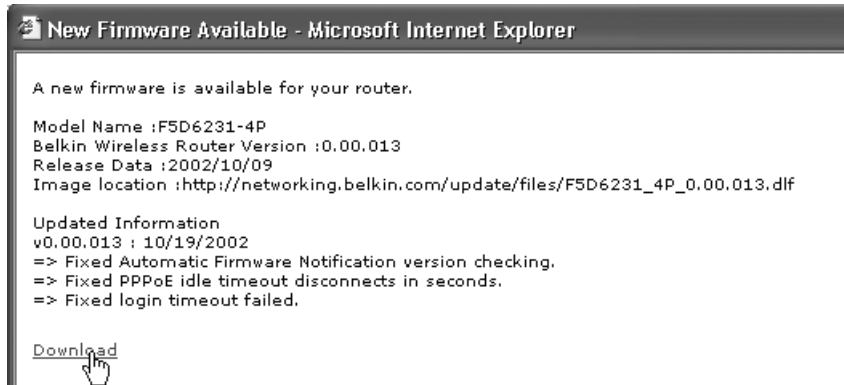 New Firmware Available - Microsoft Internet Explorer
A new firmware is available for your router.
Model Name :F5D6231-4P
Belkin Wireless Router Version :0.00.013
Release Data :2002/10/09
Image location :http://networking.belkin.com/update/files/F5D6231_4P_0.00.013.dlf
Updated Information
v0.00.013 : 10/19/2002
=> Fixed Automatic Firmware Notification version checking.
=> Fixed PPPoE idle timeout disconnects in seconds.
=> Fixed login timeout failed.
Download